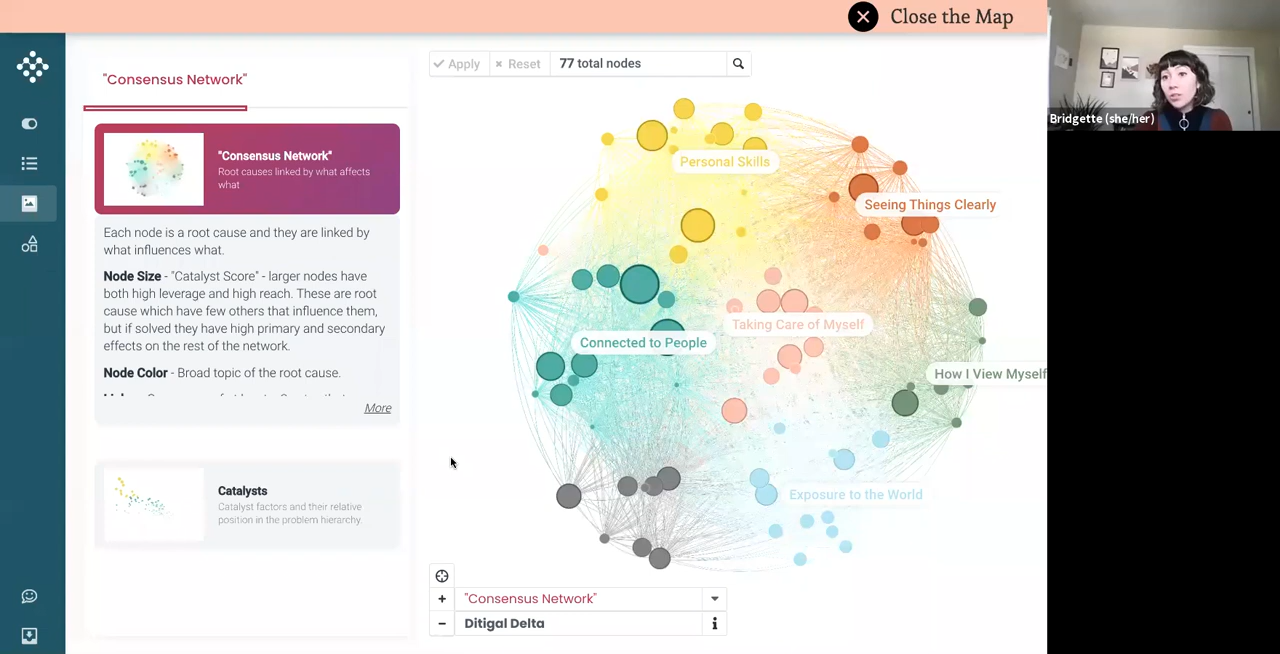 Close the Map
"Consensus Network"
Apply
Reset
77 total nodes
Bridgette (she/her)
"Consensus Network"
Root causes linked by what affects
what
Each node is a root cause and they are linked by
what influences what.
Node Size - "Catalyst Score" - larger nodes have
both high leverage and high reach. These are root
cause which have few others that influence them,
but if solved they have high primary and secondary
effects on the rest of the network.
Node Color - Broad topic of the root cause.
More
Catalysts
Catalyst factors and their relative
position in the problem hierarchy.
Personal Skills
Seeing Things Clearly
Taking Care of Myself
Connected to People
How I View Myself
Exposure to the World
"Consensus Network"
Ditigal Delta